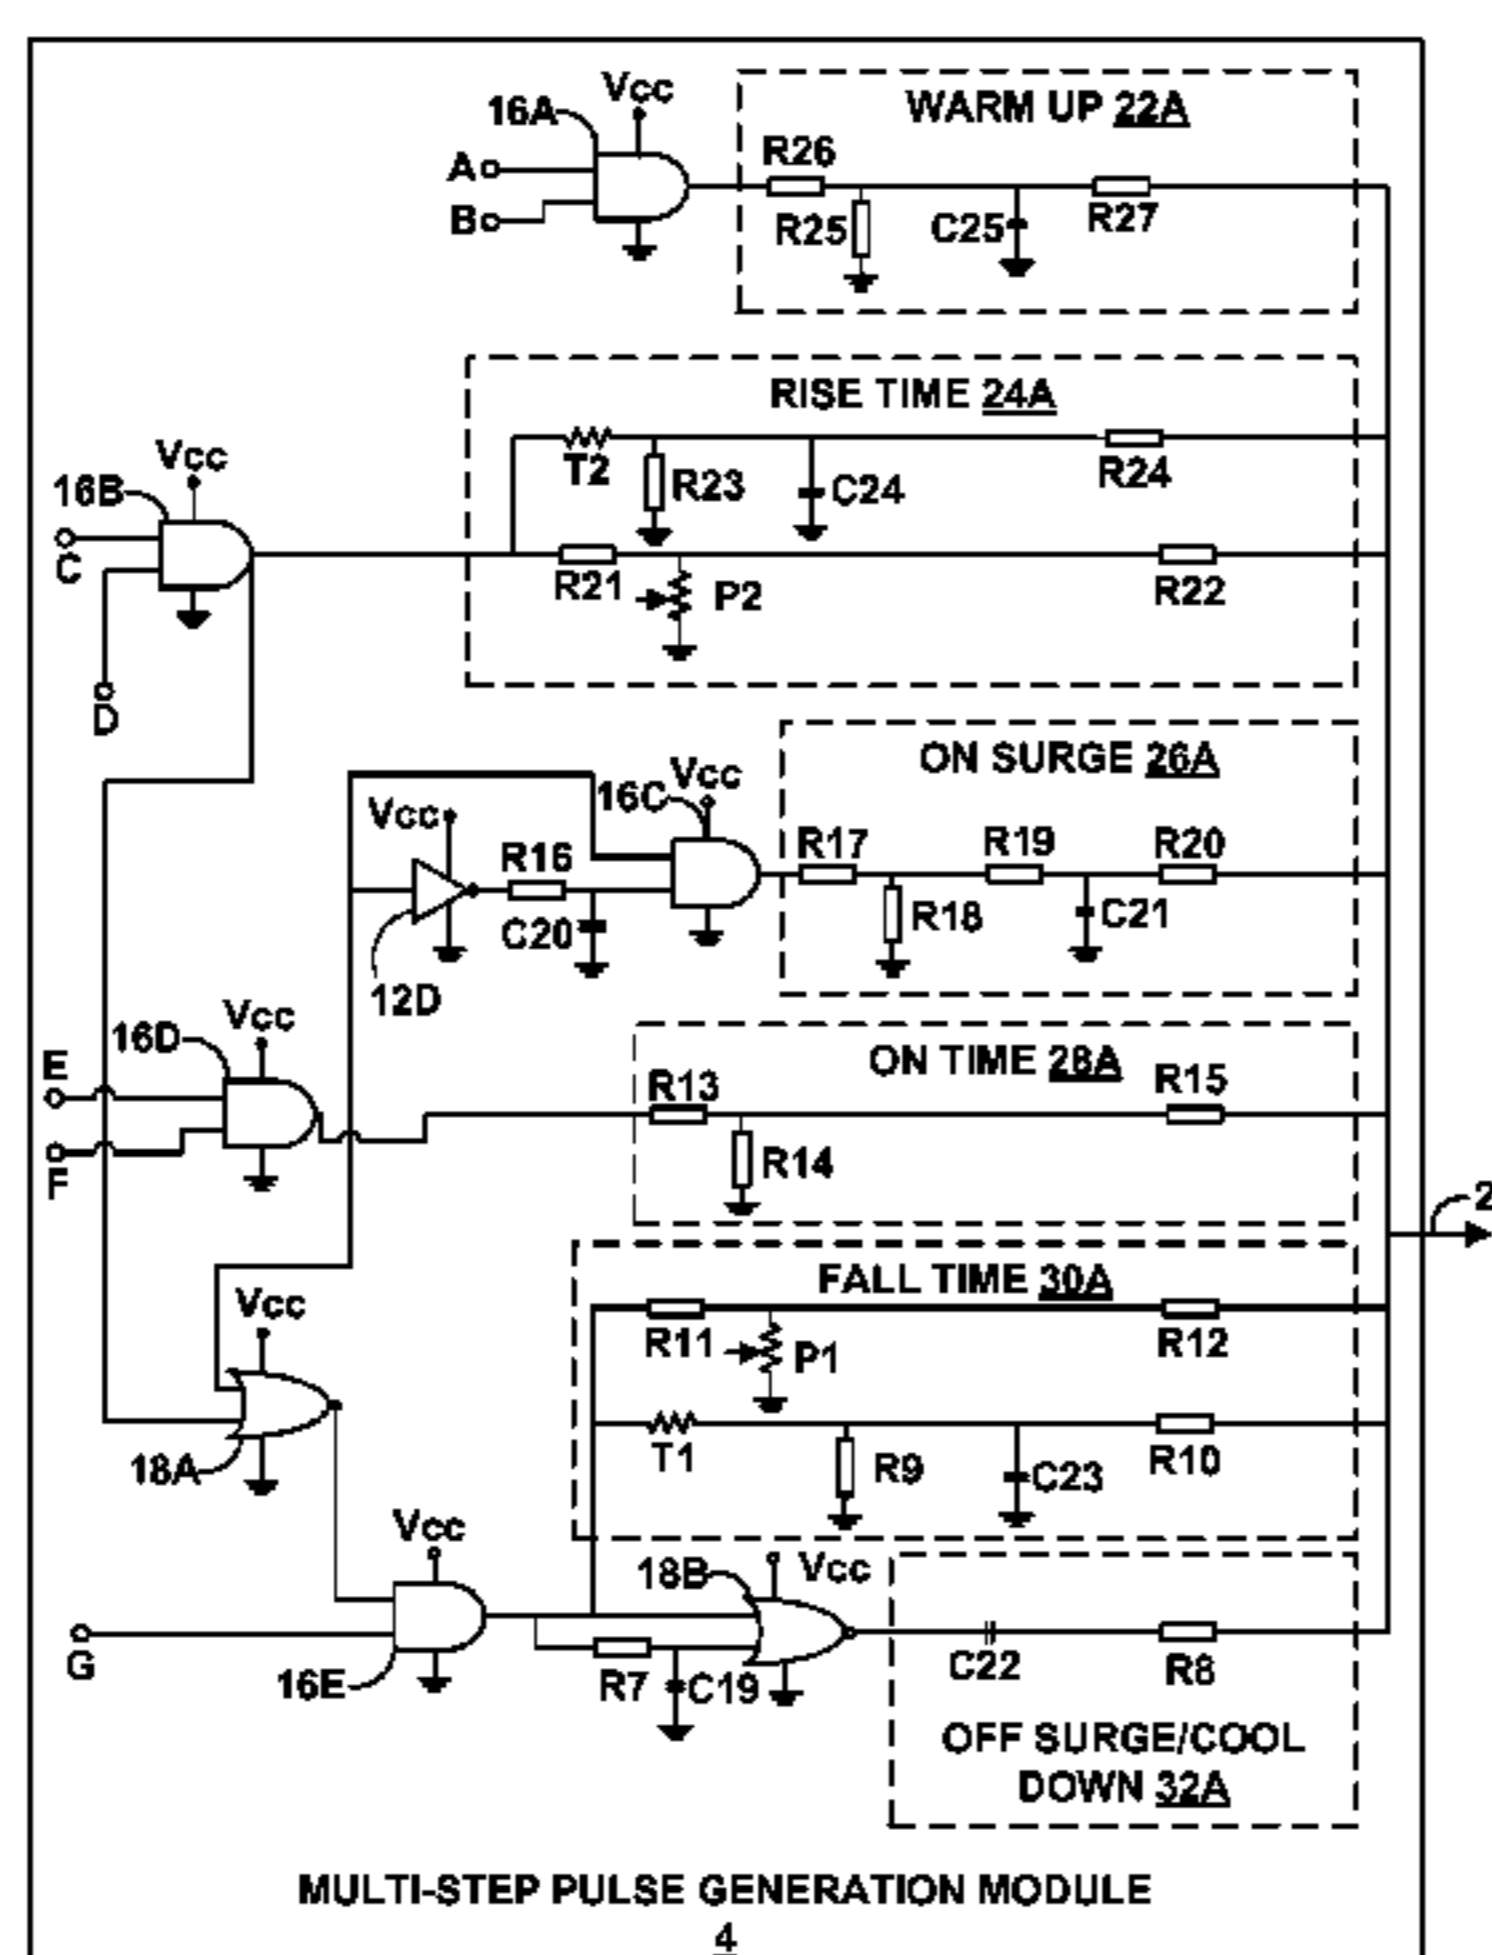 Vcc
16A
WARM UP 22A
A
B
R26
R25
C25
R27
RISE TIME 24A
Vcc
16B
C
D
T2
R23
C24
R24
R21
P2
R22
ON SURGE 26A
Vcc
16C
Vcc
R16
C20
12D
R17
R18
R19
C21
R20
ON TIME 28A
Vcc
16D
E
F
R13
R14
R15
2
FALL TIME 30A
R11
P1
R12
Vcc
18A
T1
R9
C23
R10
Vcc
16E
G
18B
Vcc
R7
C19
C22
R8
OFF SURGE/COOL
DOWN 32A
MULTI-STEP PULSE GENERATION MODULE
4